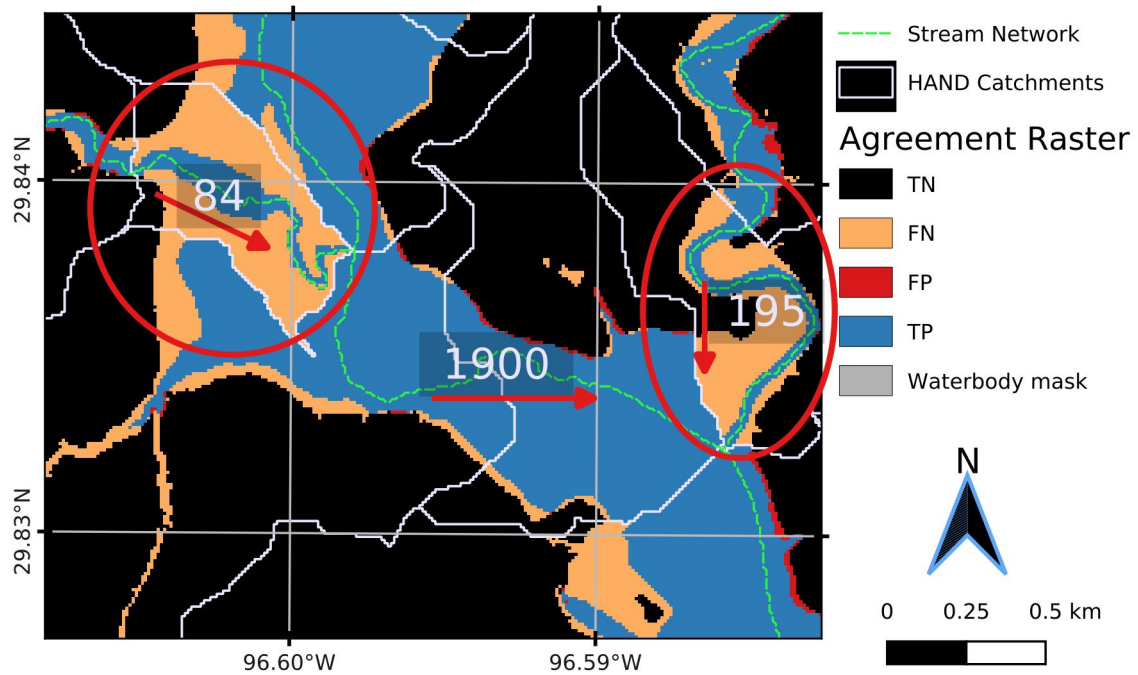 Stream Network
HAND Catchments
Agreement Raster
TN
FN
FP
TP
Waterbody mask
N
0 0.25 0.5 km
29.84°N
29.83°N
96.60°W
96.59°W
84
195
1900